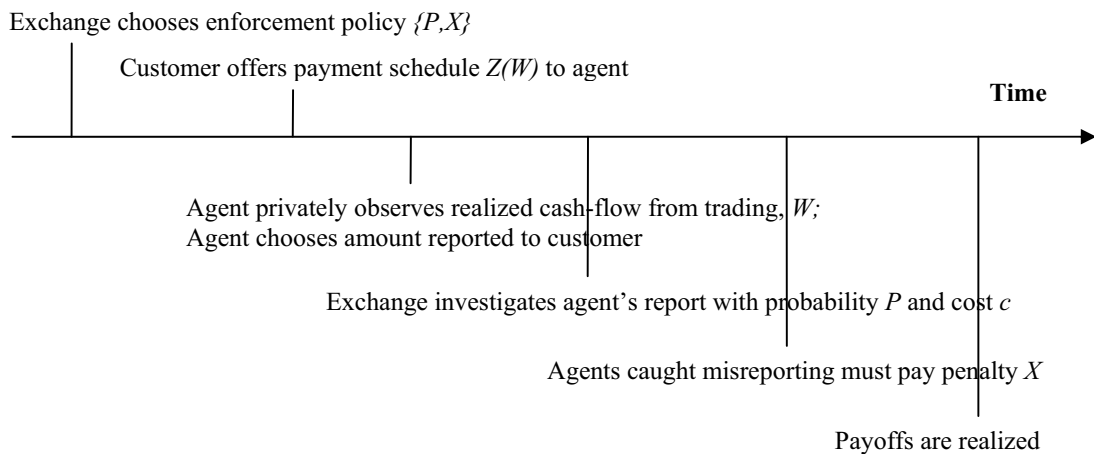 Exchange chooses enforcement policy {P,X}
Customer offers payment schedule Z(W) to agent
Time
Agent privately observes realized cash-flow from trading, W;
Agent chooses amount reported to customer
Exchange investigates agent's report with probability P and cost c
Agents caught misreporting must pay penalty X
Payoffs are realized